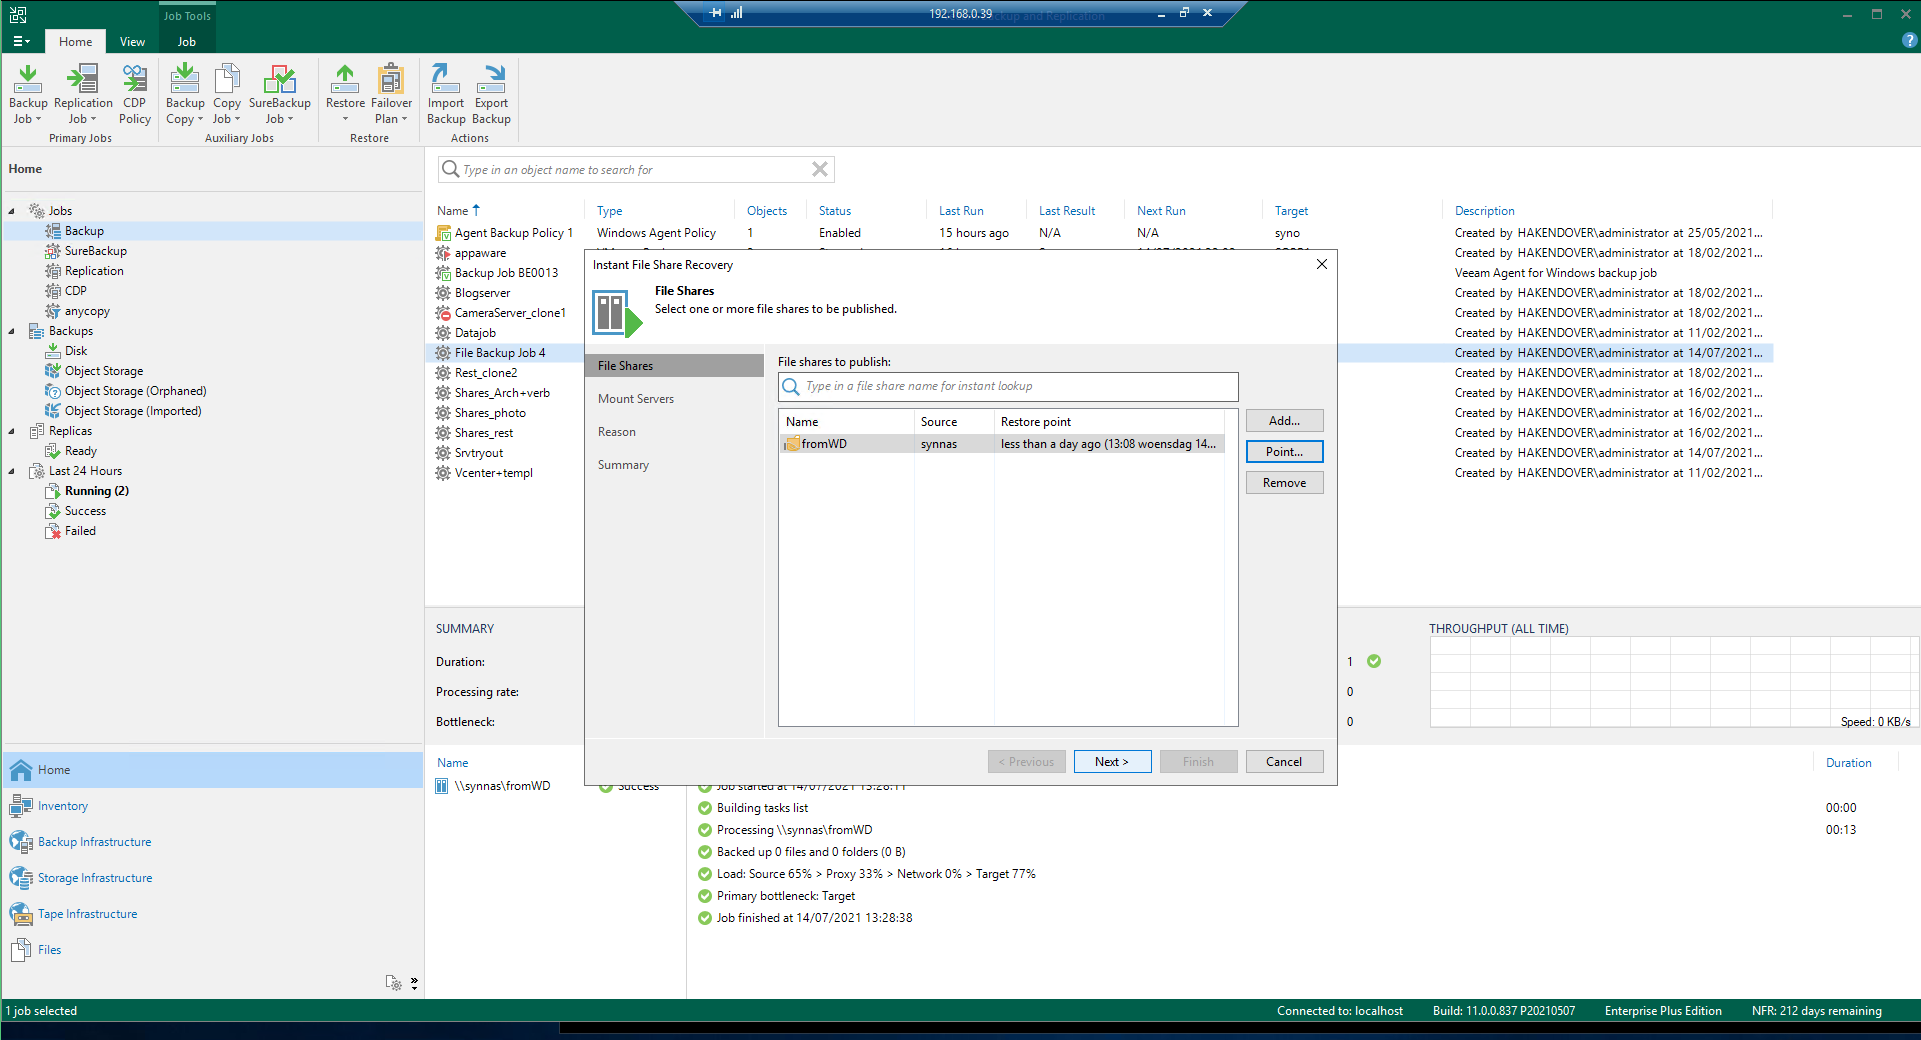 Job Tools
192.168.0.39
Backup and Replication
Home View Job
Backup Job
Replication Job
CDP Policy
Primary Jobs
Backup Copy
Copy Job
SureBackup Job
Auxiliary Jobs
Restore
Failover Plan
Restore
Import Backup
Export Backup
Actions
Home
Jobs
Backup
SureBackup
Replication
CDP
anycopy
Backups
Disk
Object Storage
Object Storage (Orphaned)
Object Storage (Imported)
Replicas
Ready
Last 24 Hours
Running (2)
Success
Failed
Home
Inventory
Backup Infrastructure
Storage Infrastructure
Tape Infrastructure
Files
Type in an object name to search for
Name Type Objects Status Last Run Last Result Next Run Target Description
Agent Backup Policy 1 Windows Agent Policy 1 Enabled 15 hours ago N/A N/A syno Created by HAKENDOVER\administrator at 25/05/2021...
appaware Created by HAKENDOVER\administrator at 18/02/2021...
Backup Job BE0013 Veeam Agent for Windows backup job
Blogserver Created by HAKENDOVER\administrator at 18/02/2021...
CameraServer_clone1 Created by HAKENDOVER\administrator at 18/02/2021...
Datajob Created by HAKENDOVER\administrator at 11/02/2021...
File Backup Job 4 Created by HAKENDOVER\administrator at 14/07/2021...
Rest_clone2 Created by HAKENDOVER\administrator at 18/02/2021...
Shares_Arch+verb Created by HAKENDOVER\administrator at 16/02/2021...
Shares_photo Created by HAKENDOVER\administrator at 16/02/2021...
Shares_rest Created by HAKENDOVER\administrator at 16/02/2021...
Srvtryout Created by HAKENDOVER\administrator at 14/07/2021...
Vcenter+templ Created by HAKENDOVER\administrator at 11/02/2021...
Instant File Share Recovery
File Shares
Select one or more file shares to be published.
File Shares
Mount Servers
Reason
Summary
File shares to publish:
Type in a file share name for instant lookup
Name Source Restore point
fromWD synnas less than a day ago (13:08 woensdag 14...
Add...
Point...
Remove
< Previous Next > Finish Cancel
SUMMARY
Duration:
Processing rate:
Bottleneck:
1
0
0
THROUGHPUT (ALL TIME)
Speed: 0 KB/s
Name Duration
\\synnas\fromWD Success
Job started at 14/07/2021 13:28:11
Building tasks list 00:00
Processing \\synnas\fromWD 00:13
Backed up 0 files and 0 folders (0 B)
Load: Source 65% > Proxy 33% > Network 0% > Target 77%
Primary bottleneck: Target
Job finished at 14/07/2021 13:28:38
1 job selected
Connected to: localhost Build: 11.0.0.837 P20210507 Enterprise Plus Edition NFR: 212 days remaining